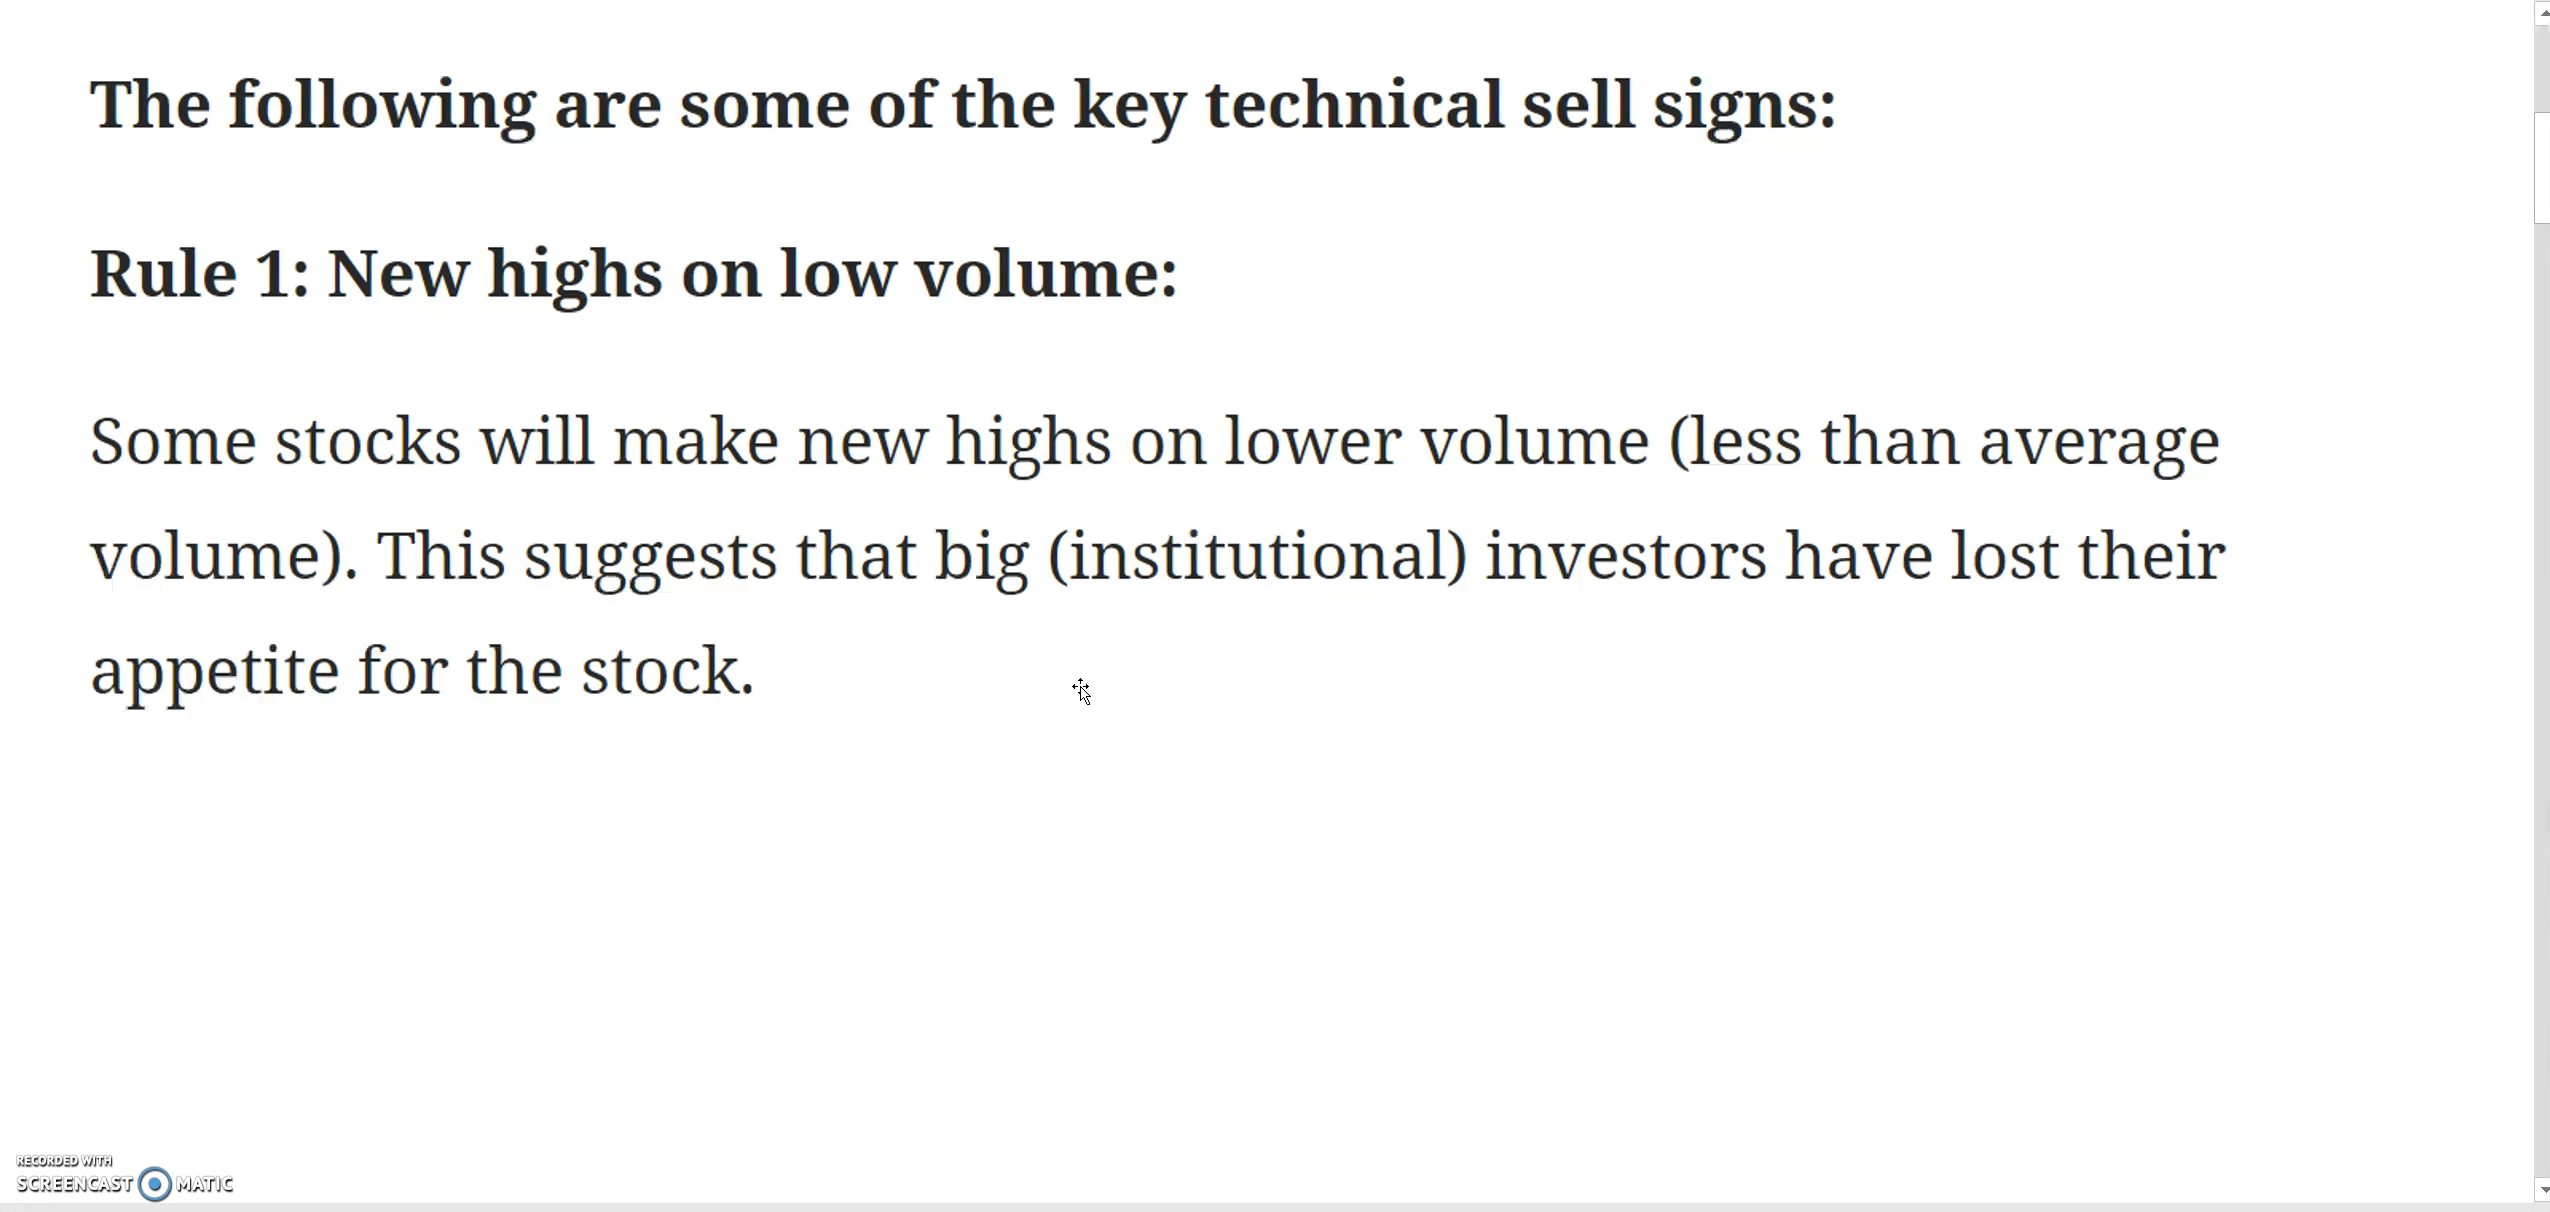 The following are some of the key technical sell signs:
Rule 1: New highs on low volume:
Some stocks will make new highs on lower volume (less than average
volume). This suggests that big (institutional) investors have lost their
appetite for the stock.
RECORDED WITH
SCREENCAST MATIC